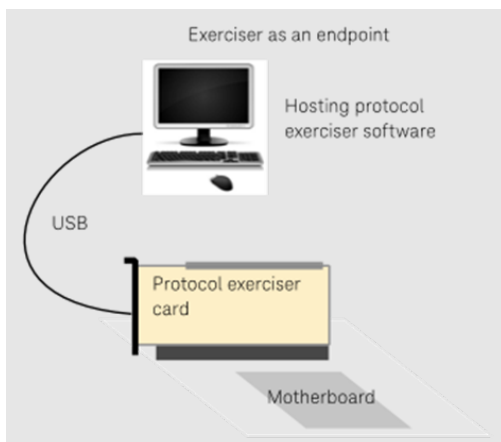 Exerciser as an endpoint
Hosting protocol
exerciser software
USB
Protocol exerciser
card
Motherboard